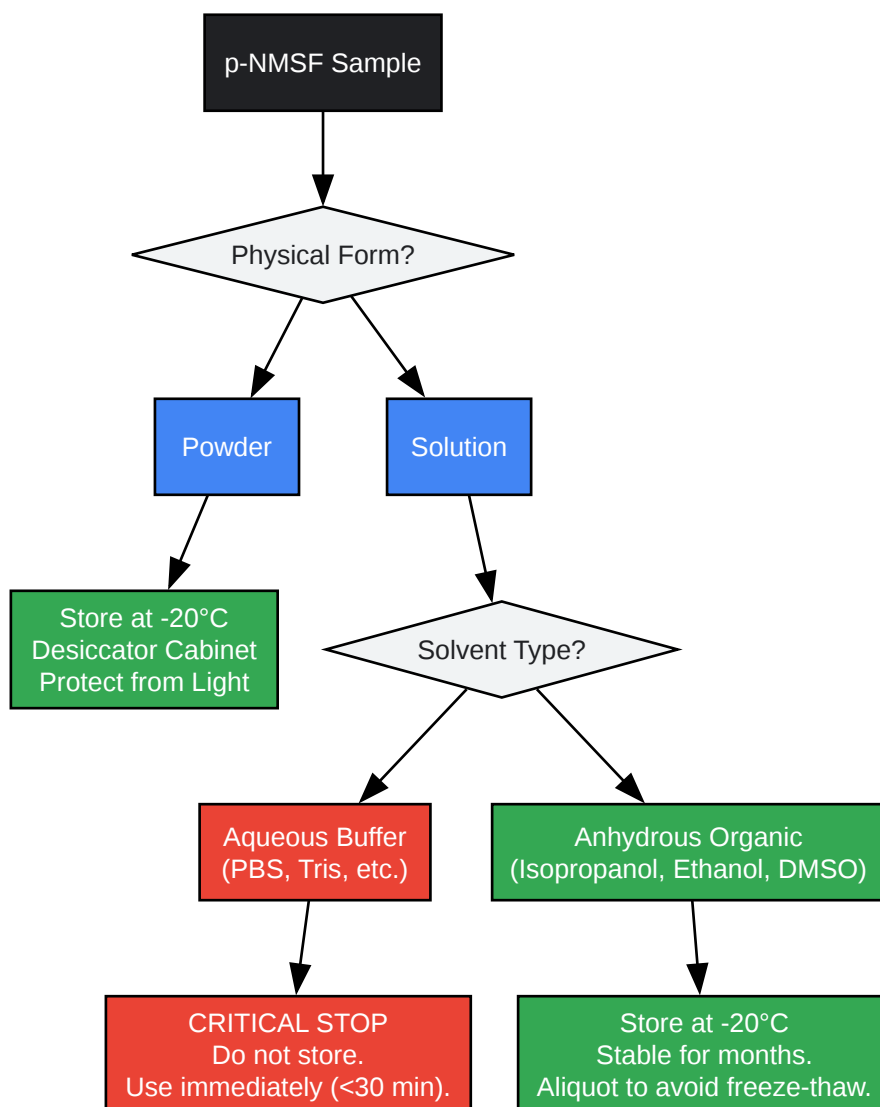 p-NMSF Sample
Physical Form?
Powder
Solution
Store at -20°C
Desiccator Cabinet
Protect from Light
Solvent Type?
Aqueous Buffer
(PBS, Tris, etc.)
Anhydrous Organic
(Isopropanol, Ethanol, DMSO)
CRITICAL STOP
Do not store.
Use immediately (<30 min).
Store at -20°C
Stable for months.
Aliquot to avoid freeze-thaw.